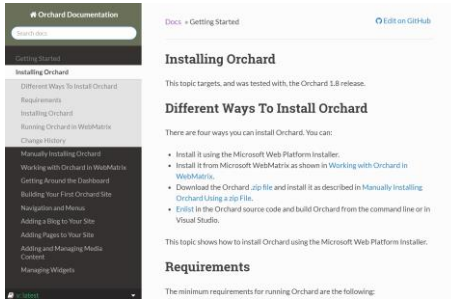 Orchard Documentation
Search docs
Getting Started
Installing Orchard
Different Ways To Install Orchard
Requirements
Installing Orchard
Running Orchard in WebMatrix
Change History
Manually Installing Orchard
Working with Orchard in WebMatrix
Getting Around the Dashboard
Building Your First Orchard Site
Navigation and Menus
Adding a Blog to Your Site
Adding Pages to Your Site
Adding and Managing Media
Content
Managing Widgets
v: latest
Docs » Getting Started
Edit on GitHub
Installing Orchard
This topic targets, and was tested with, the Orchard 1.8 release.
Different Ways To Install Orchard
There are four ways you can install Orchard. You can:
Install it using the Microsoft Web Platform Installer.
Install it from Microsoft WebMatrix as shown in Working with Orchard in
WebMatrix.
Download the Orchard .zip file and install it as described in Manually Installing
Orchard Using a zip File.
Enlist in the Orchard source code and build Orchard from the command line or in
Visual Studio.
This topic shows how to install Orchard using the Microsoft Web Platform Installer.
Requirements
The minimum requirements for running Orchard are the following: